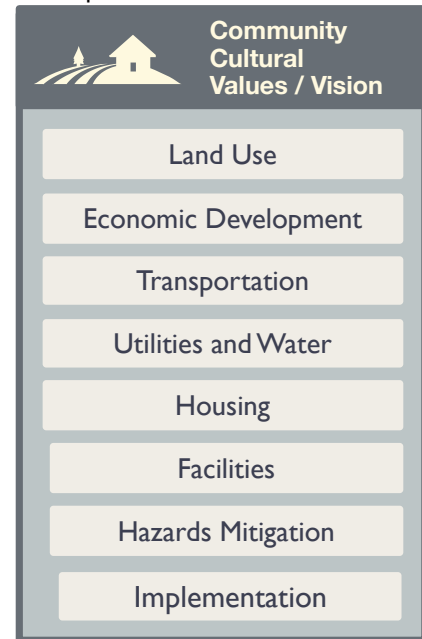 Community
Cultural
Values / Vision
Land Use
Economic Development
Transportation
Utilities and Water
Housing
Facilities
Hazards Mitigation
Implementation